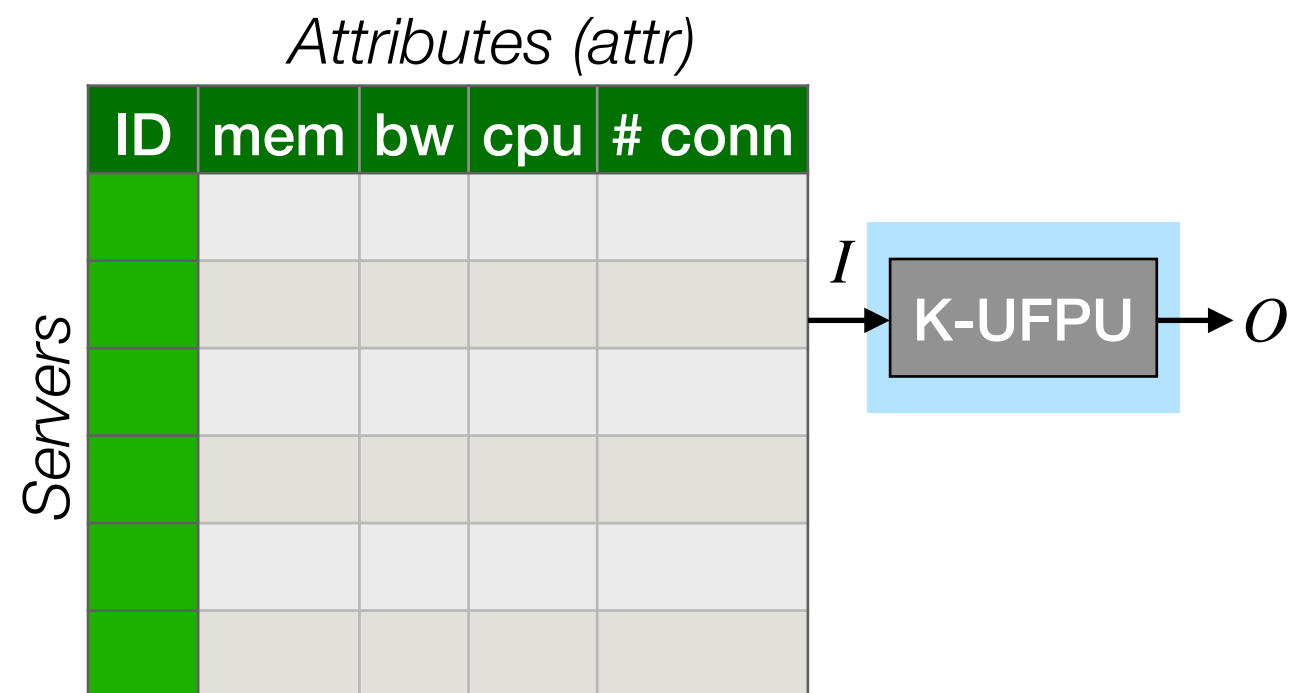 Attributes (attr)
ID mem bw cpu # conn
Servers
I
K-UFPU
O